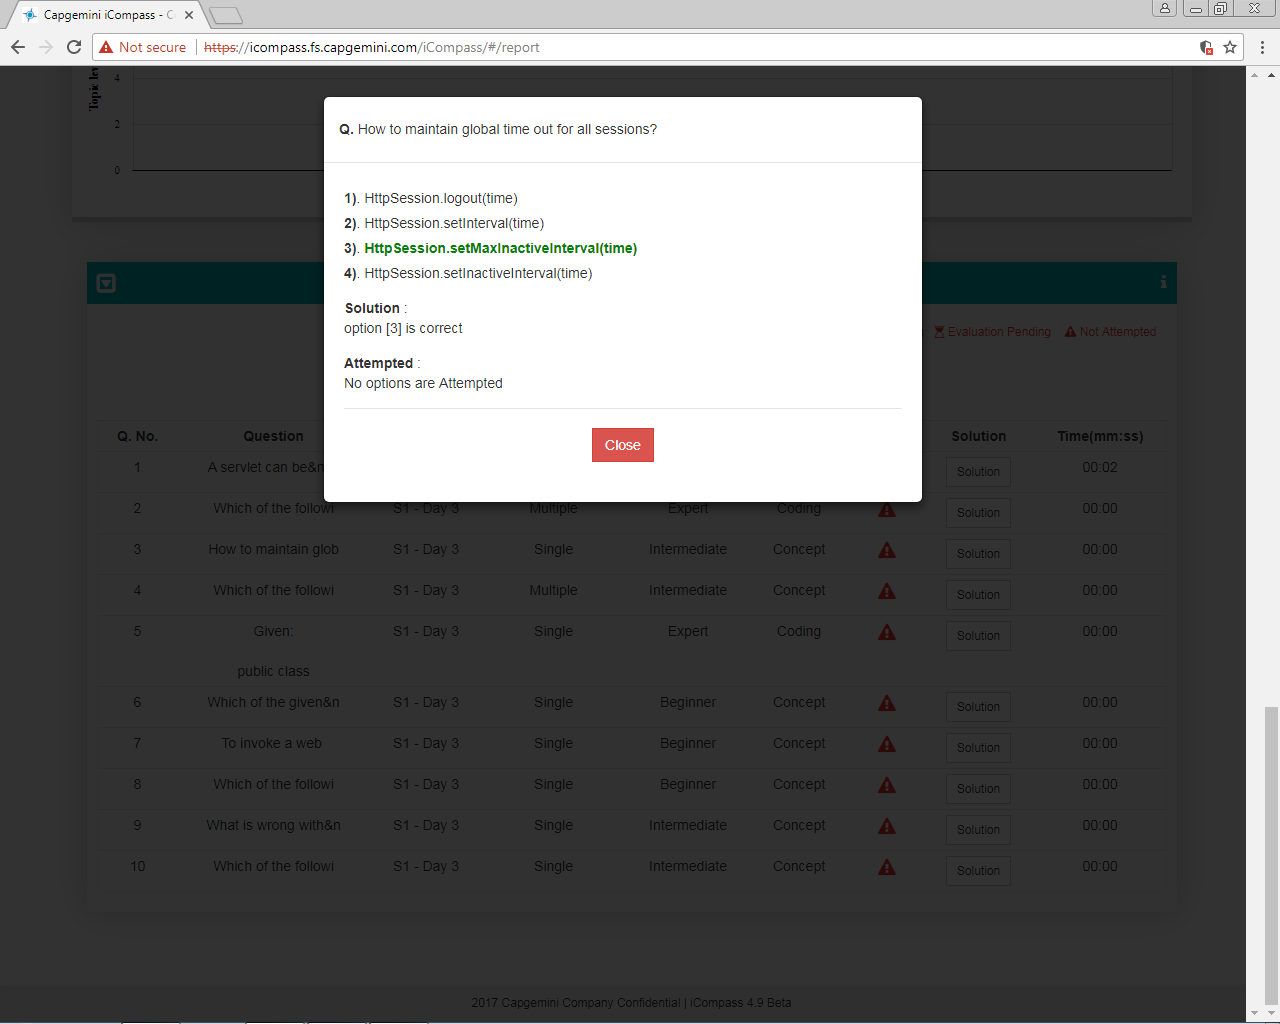 Capgemini iCompass - C
Not secure | https://icompass.fs.capgemini.com/iCompass/#/report
Topic lev
4
2
0
Q. How to maintain global time out for all sessions?
1). HttpSession.logout(time)
2). HttpSession.setInterval(time)
3). HttpSession.setMaxInactiveInterval(time)
4). HttpSession.setInactiveInterval(time)
Solution :
option [3] is correct
Attempted :
No options are Attempted
Close
Evaluation Pending Not Attempted
Q. No. Question Solution Time(mm:ss)
1 A servlet can be&n Solution 00:02
2 Which of the followi S1 - Day 3 Multiple Expert Coding Solution 00:00
3 How to maintain glob S1 - Day 3 Single Intermediate Concept Solution 00:00
4 Which of the followi S1 - Day 3 Multiple Intermediate Concept Solution 00:00
5 Given: S1 - Day 3 Single Expert Coding Solution 00:00
public class
6 Which of the given&n S1 - Day 3 Single Beginner Concept Solution 00:00
7 To invoke a web S1 - Day 3 Single Beginner Concept Solution 00:00
8 Which of the followi S1 - Day 3 Single Beginner Concept Solution 00:00
9 What is wrong with&n S1 - Day 3 Single Intermediate Concept Solution 00:00
10 Which of the followi S1 - Day 3 Single Intermediate Concept Solution 00:00
2017 Capgemini Company Confidential | iCompass 4.9 Beta